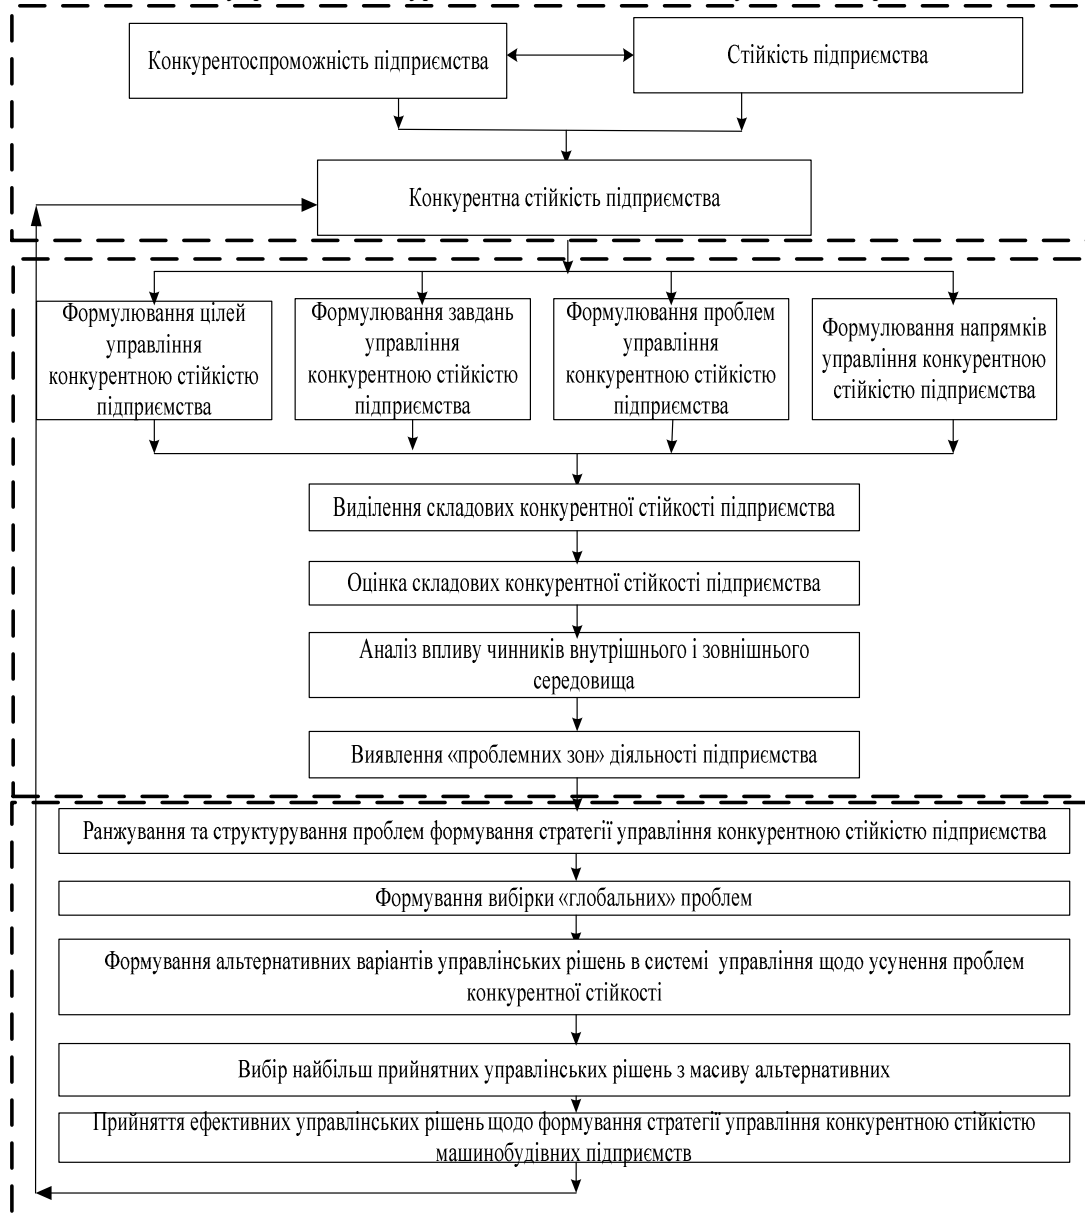 Конкурентоспроможність підприємства
Стійкість підприємства
Конкурентна стійкість підприємства
Формулювання цілей
управління
конкурентною стійкістю
підприємства
Формулювання завдань
управління
конкурентною стійкістю
підприємства
Формулювання проблем
управління
конкурентною стійкістю
підприємства
Формулювання напрямків
управління конкурентною
стійкістю підприємства
Виділення складових конкурентної стійкості підприємства
Оцінка складових конкурентної стійкості підприємства
Аналіз впливу чинників внутрішнього і зовнішнього
середовища
Виявлення «проблемних зон» діяльності підприємства
Ранжування та структурування проблем формування стратегії управління конкурентною стійкістю підприємства
Формування вибірки «глобальних» проблем
Формування альтернативних варіантів управлінських рішень в системі управління щодо усунення проблем
конкурентної стійкості
Вибір найбільш прийнятних управлінських рішень з масиву альтернативних
Прийняття ефективних управлінських рішень щодо формування стратегії управління конкурентною стійкістю
машинобудівних підприємств